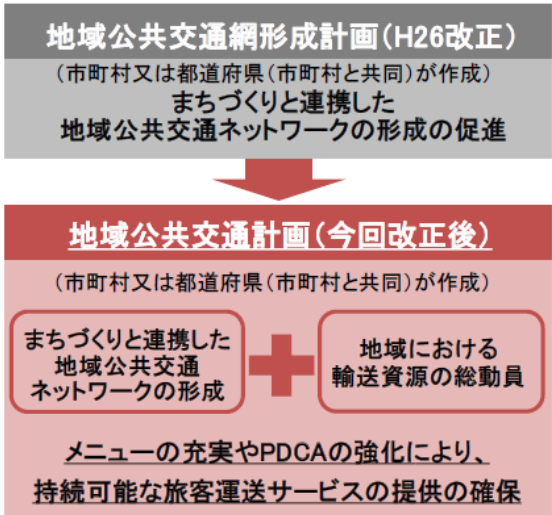 地域公共交通網形成計画（H26改正）
（市町村又は都道府県（市町村と共同）が作成）
まちづくりと連携した
地域公共交通ネットワークの形成の促進
地域公共交通計画（今回改正後）
（市町村又は都道府県（市町村と共同）が作成）
まちづくりと連携した
地域公共交通
ネットワークの形成
地域における
輸送資源の総動員
メニューの充実やPDCAの強化により、
持続可能な旅客運送サービスの提供の確保